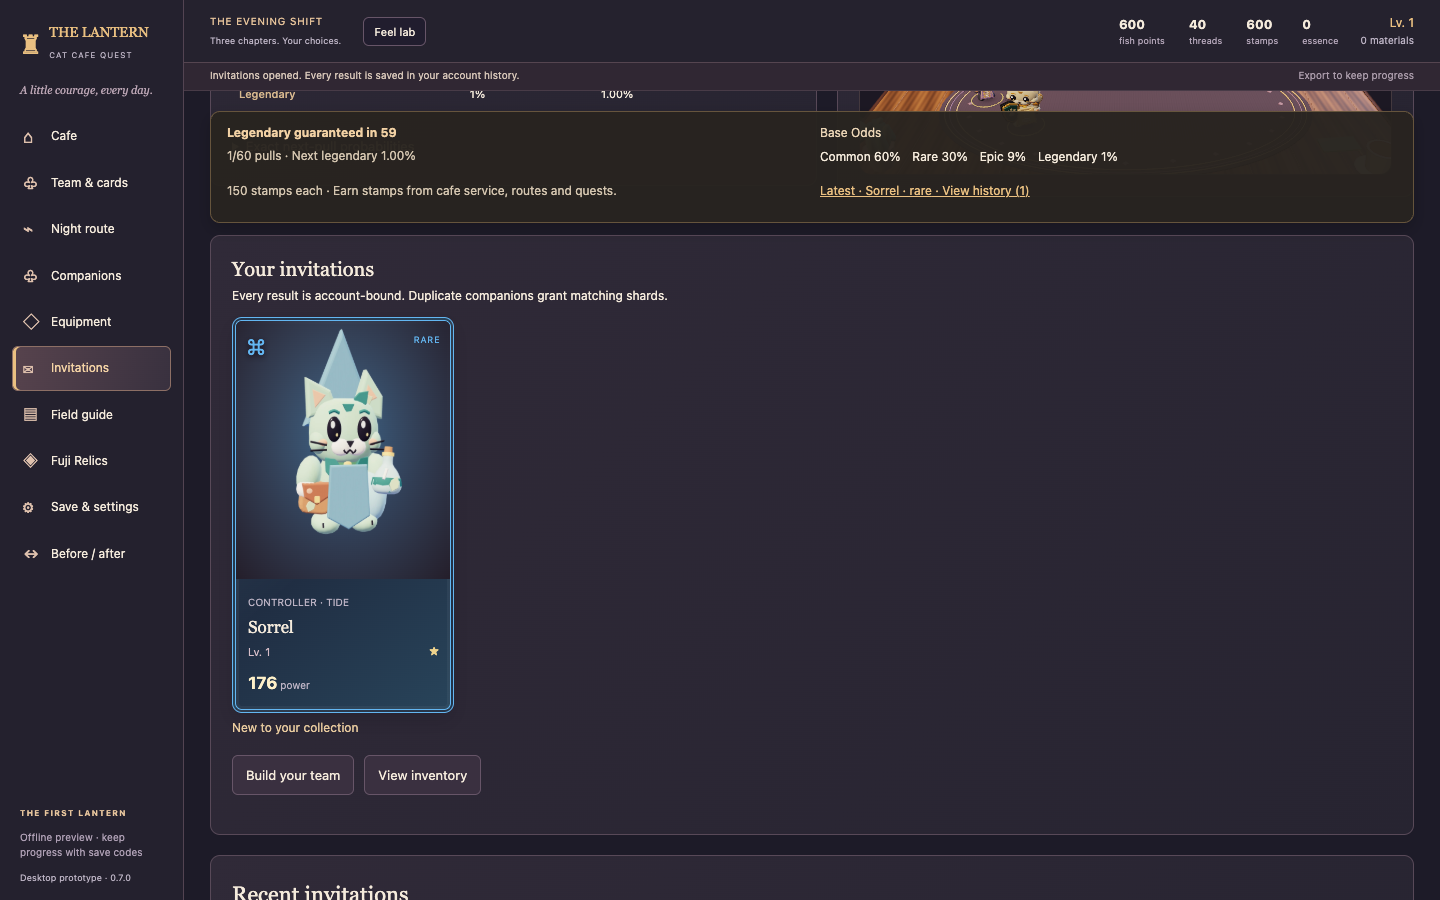 THE LANTERN
CAT CAFE QUEST
A little courage, every day.
Cafe
Team & cards
Night route
Companions
Equipment
Invitations
Field guide
Fuji Relics
Save & settings
Before / after
THE FIRST LANTERN
Offline preview · keep
progress with save codes
Desktop prototype · 0.7.0
THE EVENING SHIFT
Three chapters. Your choices.
Feel lab
600
fish points
40
threads
600
stamps
0
essence
Lv. 1
0 materials
Invitations opened. Every result is saved in your account history.
Export to keep progress
Legendary 1% 1.00%
Legendary guaranteed in 59
1/60 pulls · Next legendary 1.00%
150 stamps each · Earn stamps from cafe service, routes and quests.
Base Odds
Common 60% Rare 30% Epic 9% Legendary 1%
Latest · Sorrel · rare · View history (1)
Your invitations
Every result is account-bound. Duplicate companions grant matching shards.
RARE
CONTROLLER · TIDE
Sorrel
Lv. 1
176 power
New to your collection
Build your team
View inventory
Recent invitations